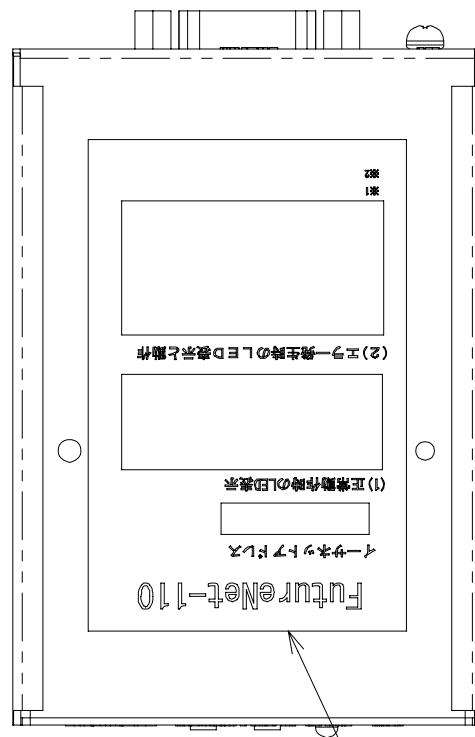 FutureNet-110
イーサネットアドレス
(1)正常動作時のLED表示
(2)エラー発生時のLED表示と動作
※1
※2